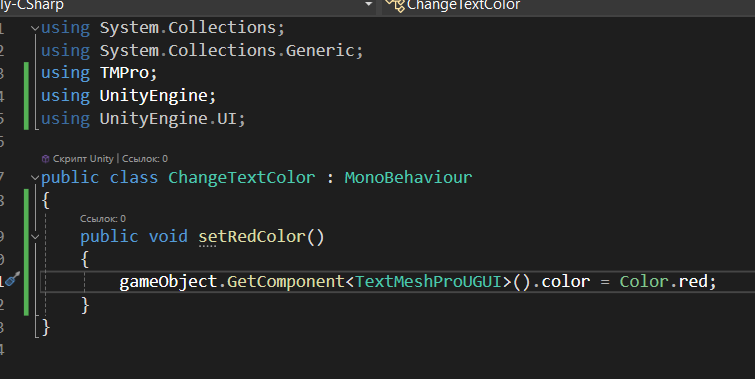 ly-CSharp ChangeTextColor
1 using System.Collections;
2 using System.Collections.Generic;
3 using TMPro;
4 using UnityEngine;
5 using UnityEngine.UI;
6
Скрипт Unity | Ссылок: 0
7 public class ChangeTextColor : MonoBehaviour
8 {
Ссылок: 0
9 public void setRedColor()
0 {
1 gameObject.GetComponent<TextMeshProUGUI>().color = Color.red;
2 }
3 }
4